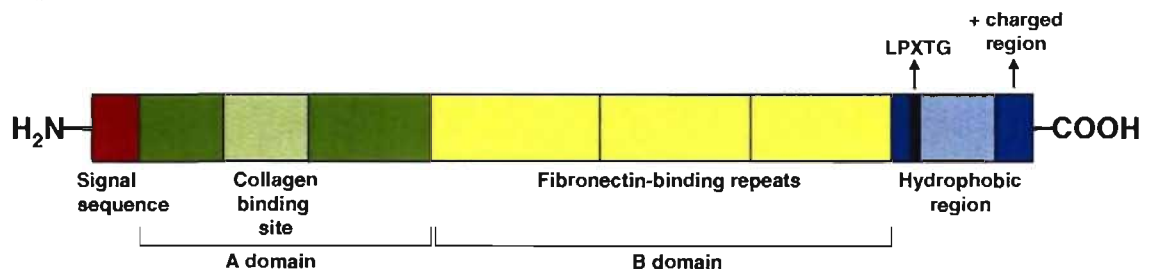 + charged
region
LPXTG
H₂N
COOH
Signal
sequence
Collagen
binding
site
Fibronectin-binding repeats
Hydrophobic
region
A domain
B domain